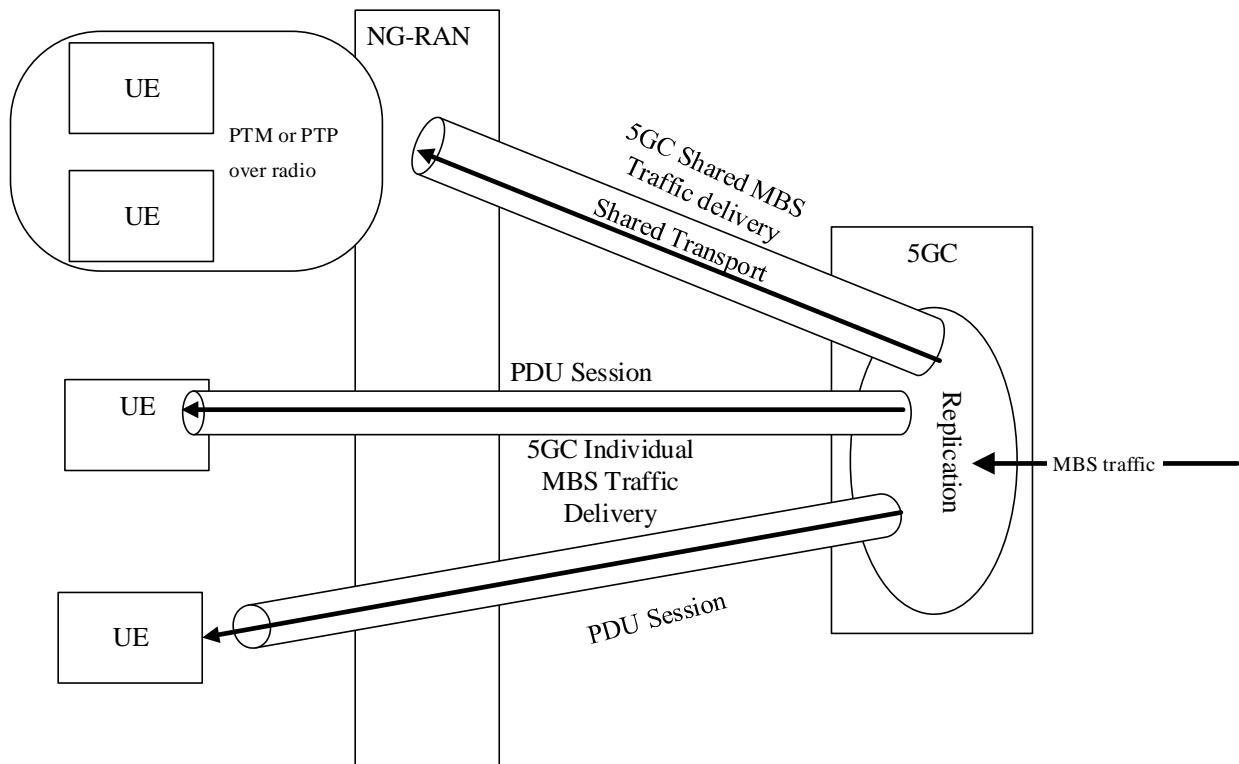 NG-RAN
UE
PTM or PTP
over radio
UE
5GC Shared MBS
Traffic delivery
Shared Transport
5GC
PDU Session
UE
Replication
MBS traffic
5GC Individual
MBS Traffic
Delivery
UE
PDU Session